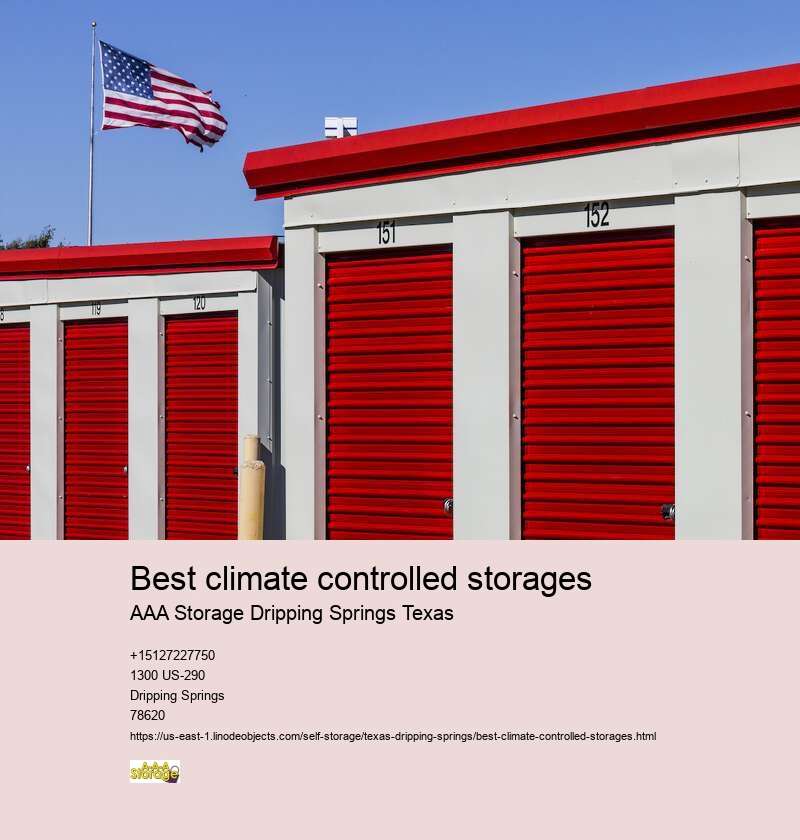 151
152
8
119
120
Best climate controlled storages
AAA Storage Dripping Springs Texas
+15127227750
1300 US-290
Dripping Springs
78620
https://us-east-1.linodeobjects.com/self-storage/texas-dripping-springs/best-climate-controlled-storages.html
AAA
Storage